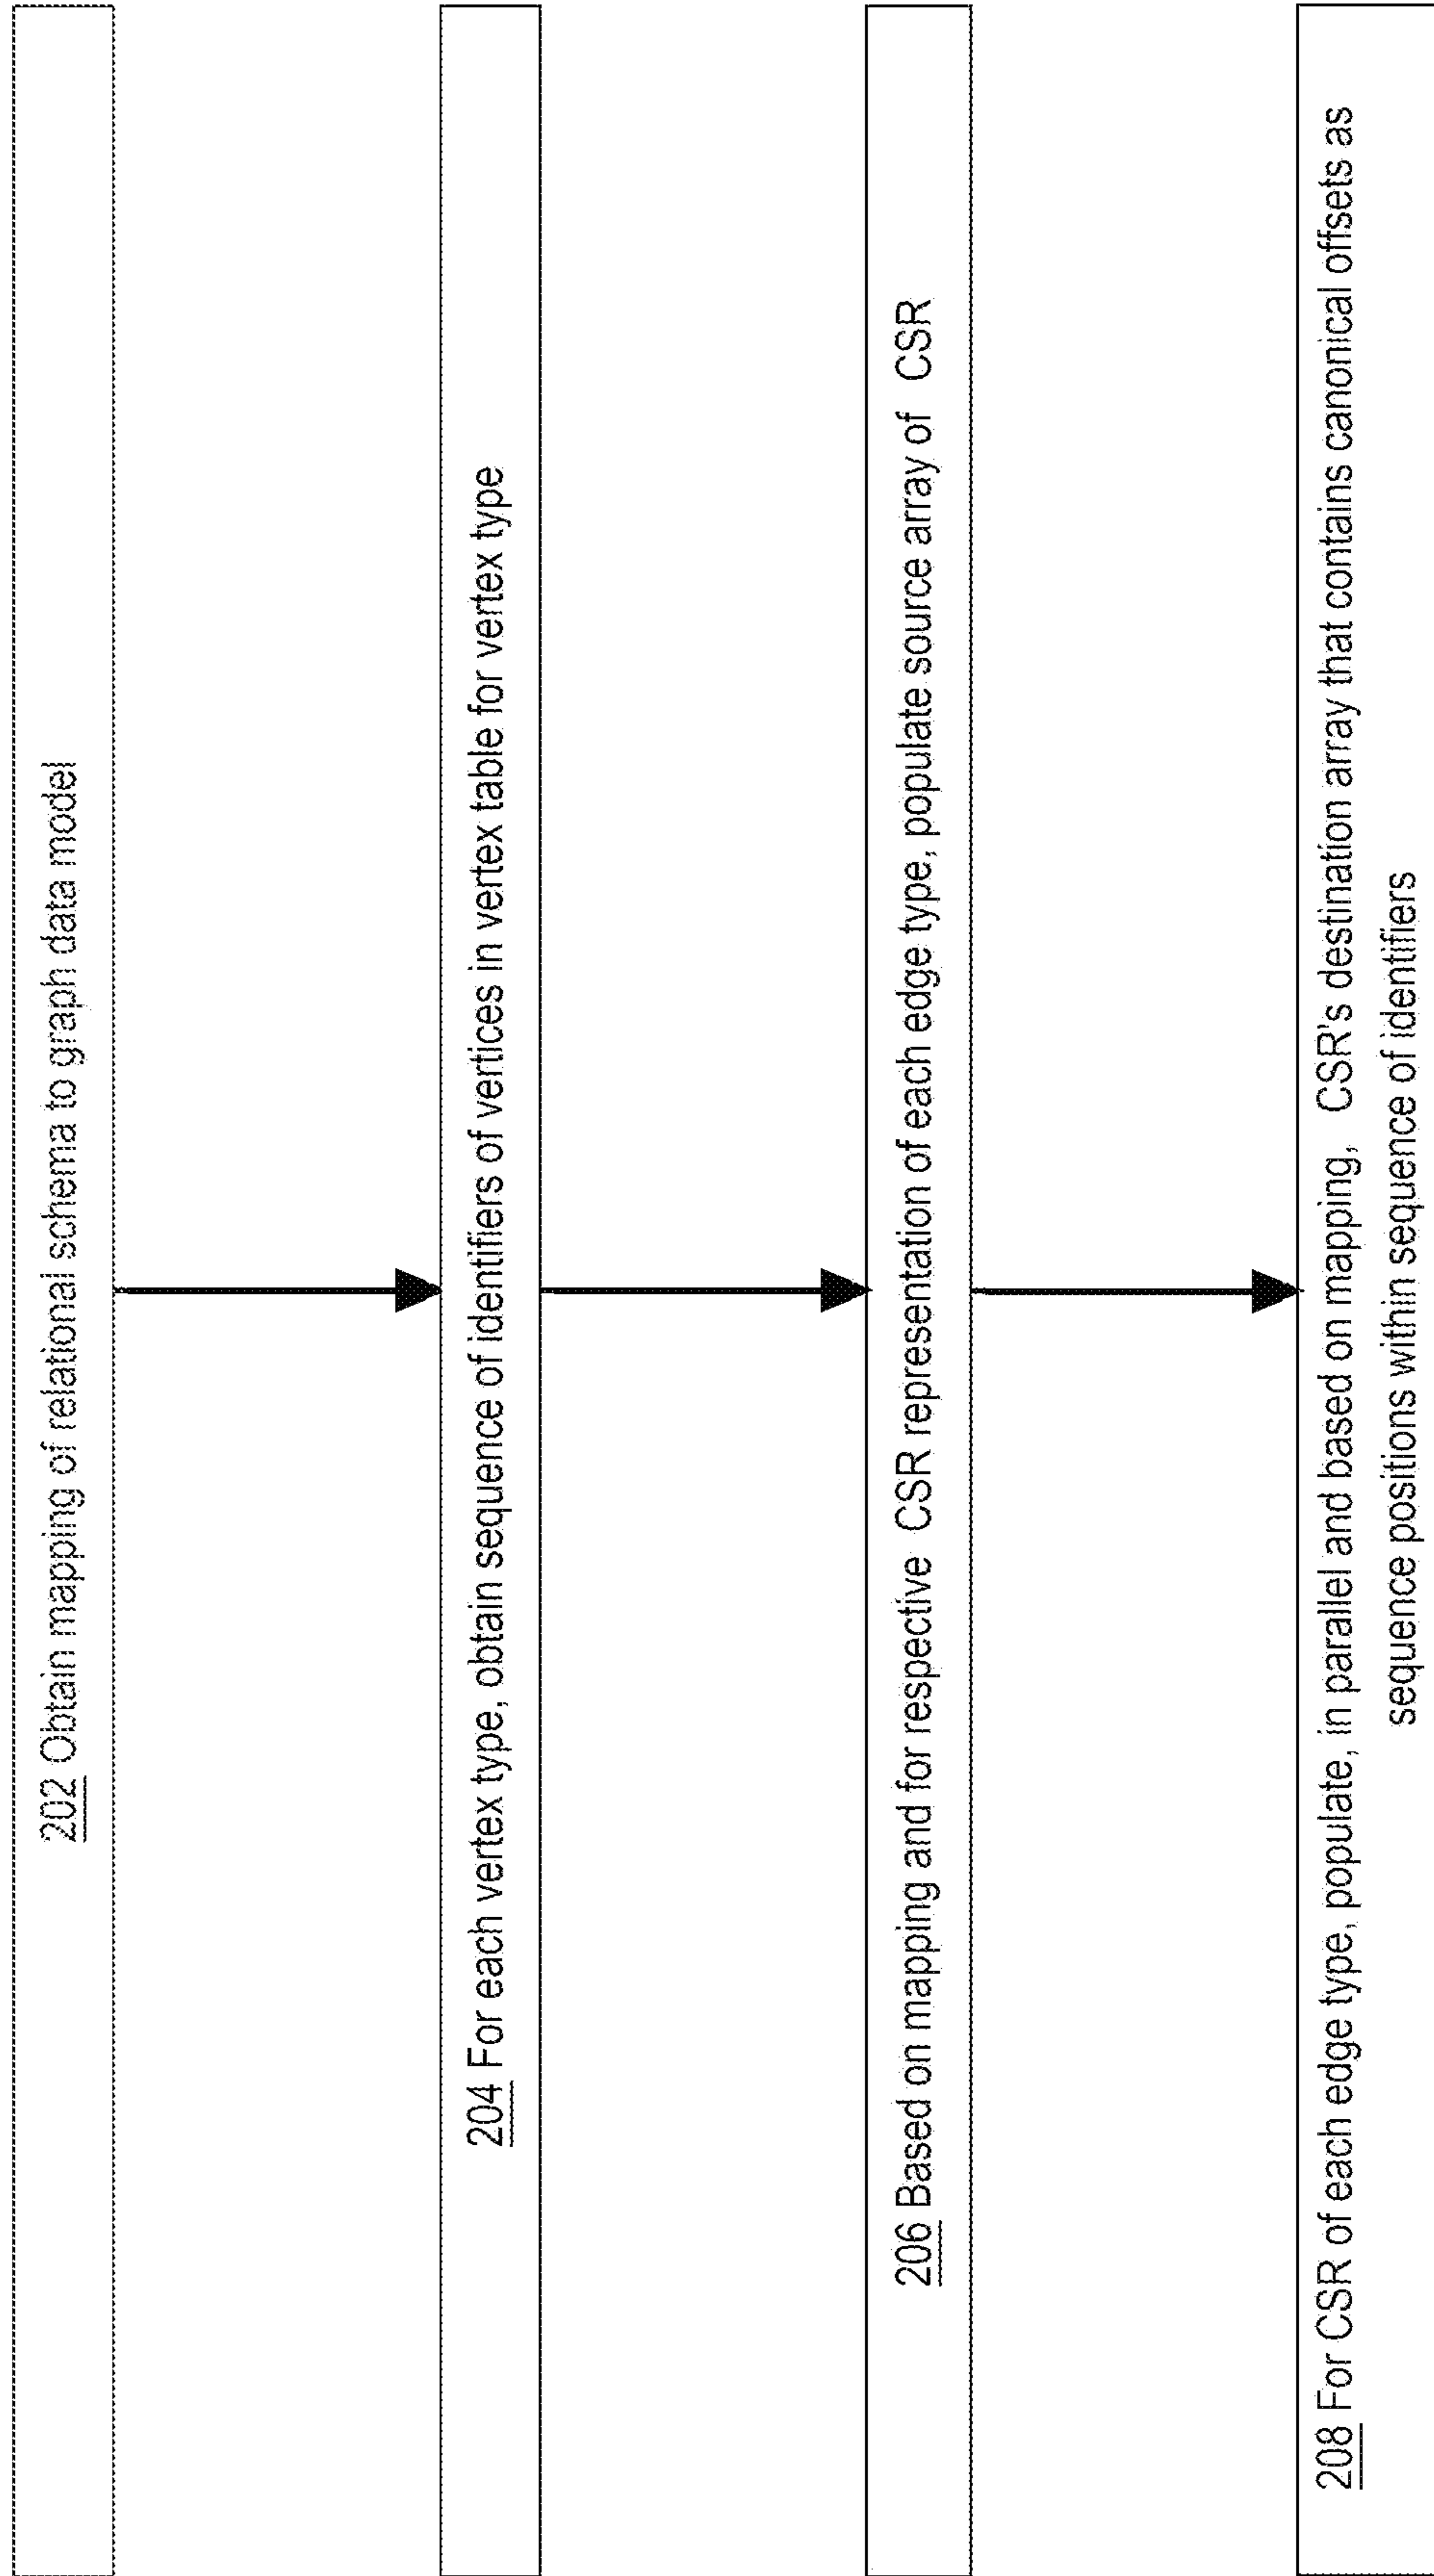 202 Obtain mapping of relational schema to graph data model
204 For each vertex type, obtain sequence of identifiers of vertices in vertex table for vertex type
206 Based on mapping and for respective CSR representation of each edge type, populate source array of CSR
208 For CSR of each edge type, populate, in parallel and based on mapping, CSR's destination array that contains canonical offsets as
sequence positions within sequence of identifiers